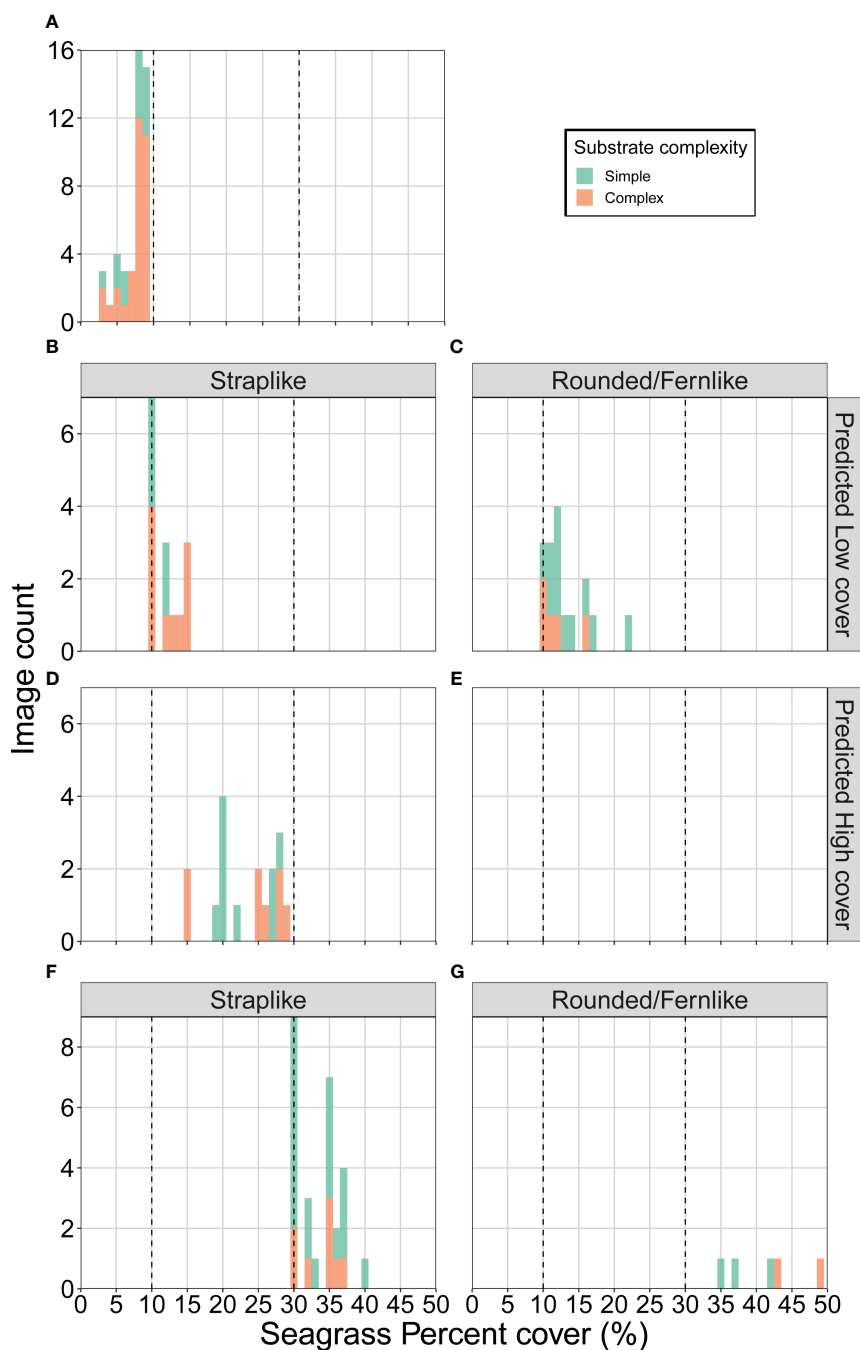 A
16
12
8
4
0
Substrate complexity
Simple
Complex
B
C
Straplike
Rounded/Fernlike
6
4
2
0
Predicted Low cover
Image count
D
E
6
4
2
0
Predicted High cover
F
G
Straplike
Rounded/Fernlike
8
6
4
2
0
0 5 10 15 20 25 30 35 40 45 50
0 5 10 15 20 25 30 35 40 45 50
Seagrass Percent cover (%)